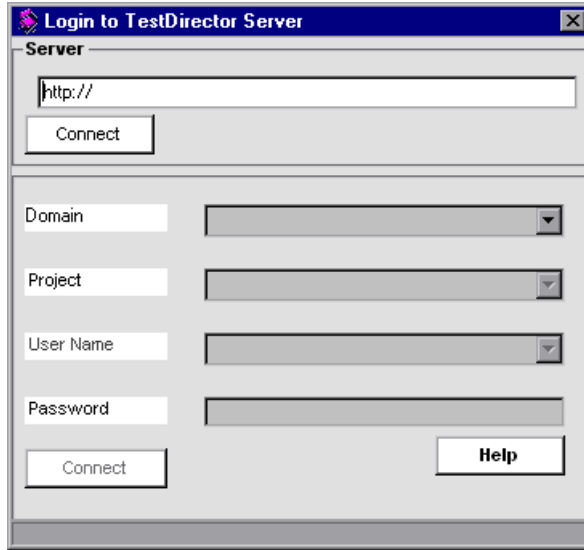 Login to TestDirector Server
Server
http://
Connect
Domain
Project
User Name
Password
Connect
Help